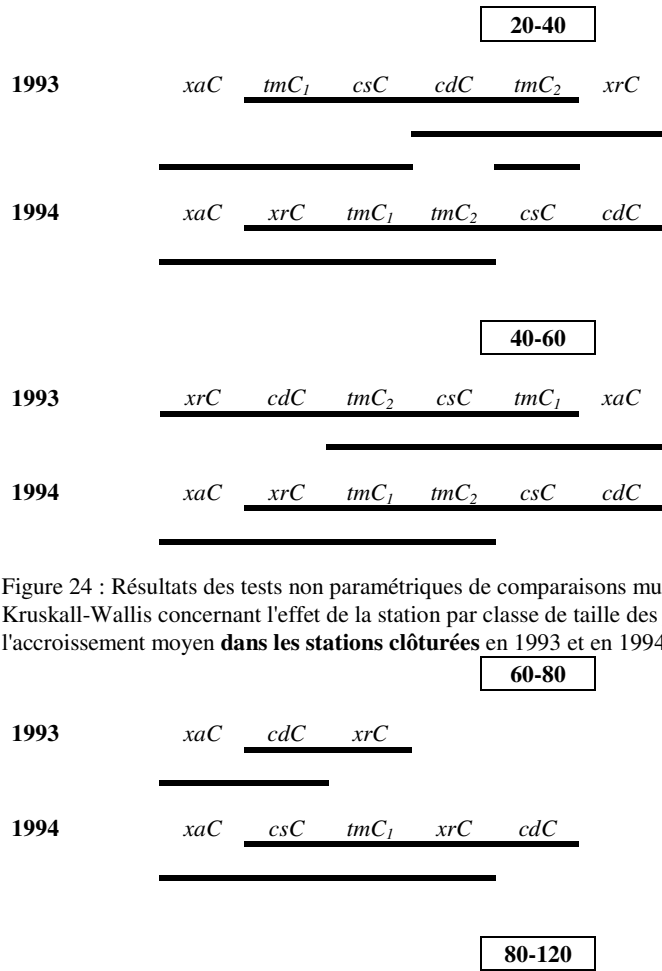 20-40
1993 xaC tmC1 csC cdC tmC2 xrC
1994 xaC xrC tmC1 tmC2 csC cdC
40-60
1993 xrC cdC tmC2 csC tmC1 xaC
1994 xaC xrC tmC1 tmC2 csC cdC
Figure 24 : Résultats des tests non paramétriques de comparaisons mu
Kruskall-Wallis concernant l'effet de la station par classe de taille des
l'accroissement moyen dans les stations clôturées en 1993 et en 1994
60-80
1993 xaC cdC xrC
1994 xaC csC tmC1 xrC cdC
80-120